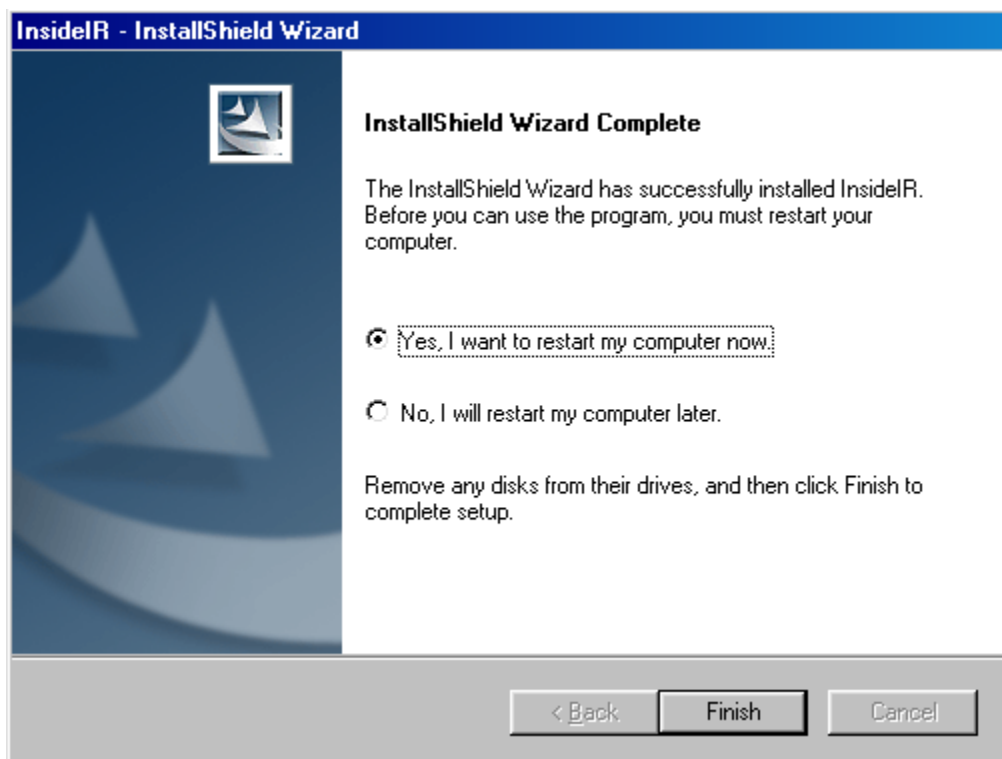 InsideIR - InstallShield Wizard
InstallShield Wizard Complete
The InstallShield Wizard has successfully installed InsideIR.
Before you can use the program, you must restart your
computer.
Yes, I want to restart my computer now.
No, I will restart my computer later.
Remove any disks from their drives, and then click Finish to
complete setup.
< Back Finish Cancel